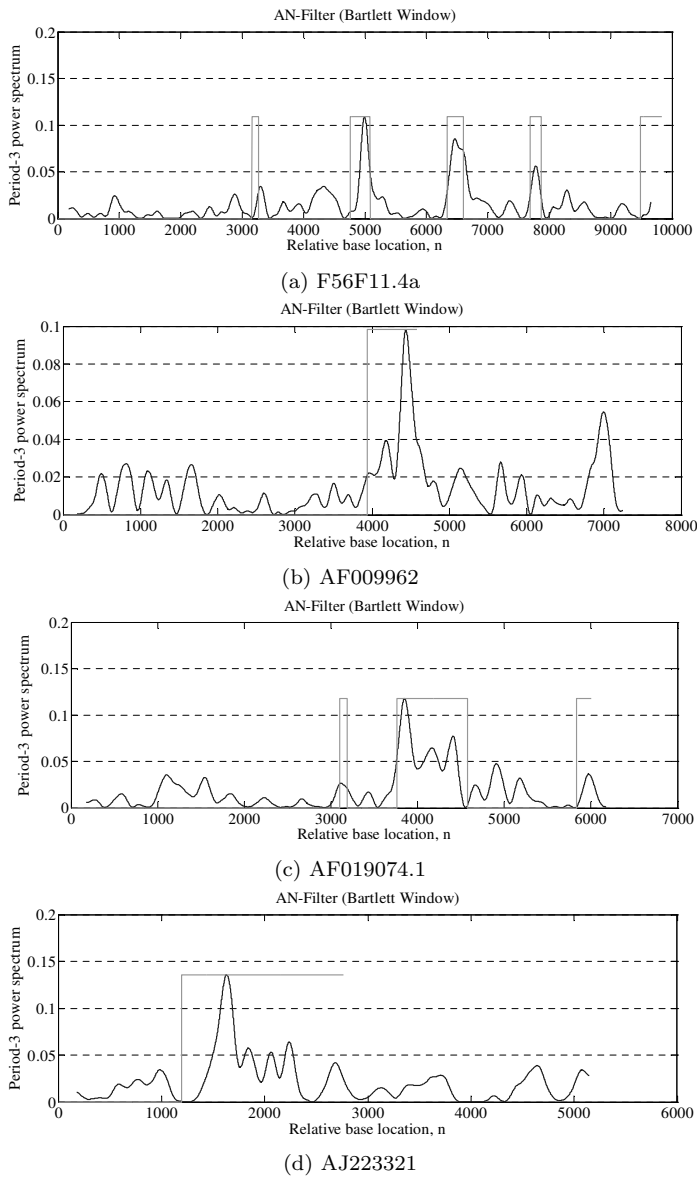 AN-Filter (Bartlett Window)
0.2
0.15
0.1
0.05
0
Period-3 power spectrum
0 1000 2000 3000 4000 5000 6000 7000 8000 9000 10000
Relative base location, n
(a) F56F11.4a
AN-Filter (Bartlett Window)
0.1
0.08
0.06
0.04
0.02
0
Period-3 power spectrum
0 1000 2000 3000 4000 5000 6000 7000 8000
Relative base location, n
(b) AF009962
AN-Filter (Bartlett Window)
0.2
0.15
0.1
0.05
0
Period-3 power spectrum
0 1000 2000 3000 4000 5000 6000 7000
Relative base location, n
(c) AF019074.1
AN-Filter (Bartlett Window)
0.2
0.15
0.1
0.05
0
Period-3 power spectrum
0 1000 2000 3000 4000 5000 6000
Relative base location, n
(d) AJ223321